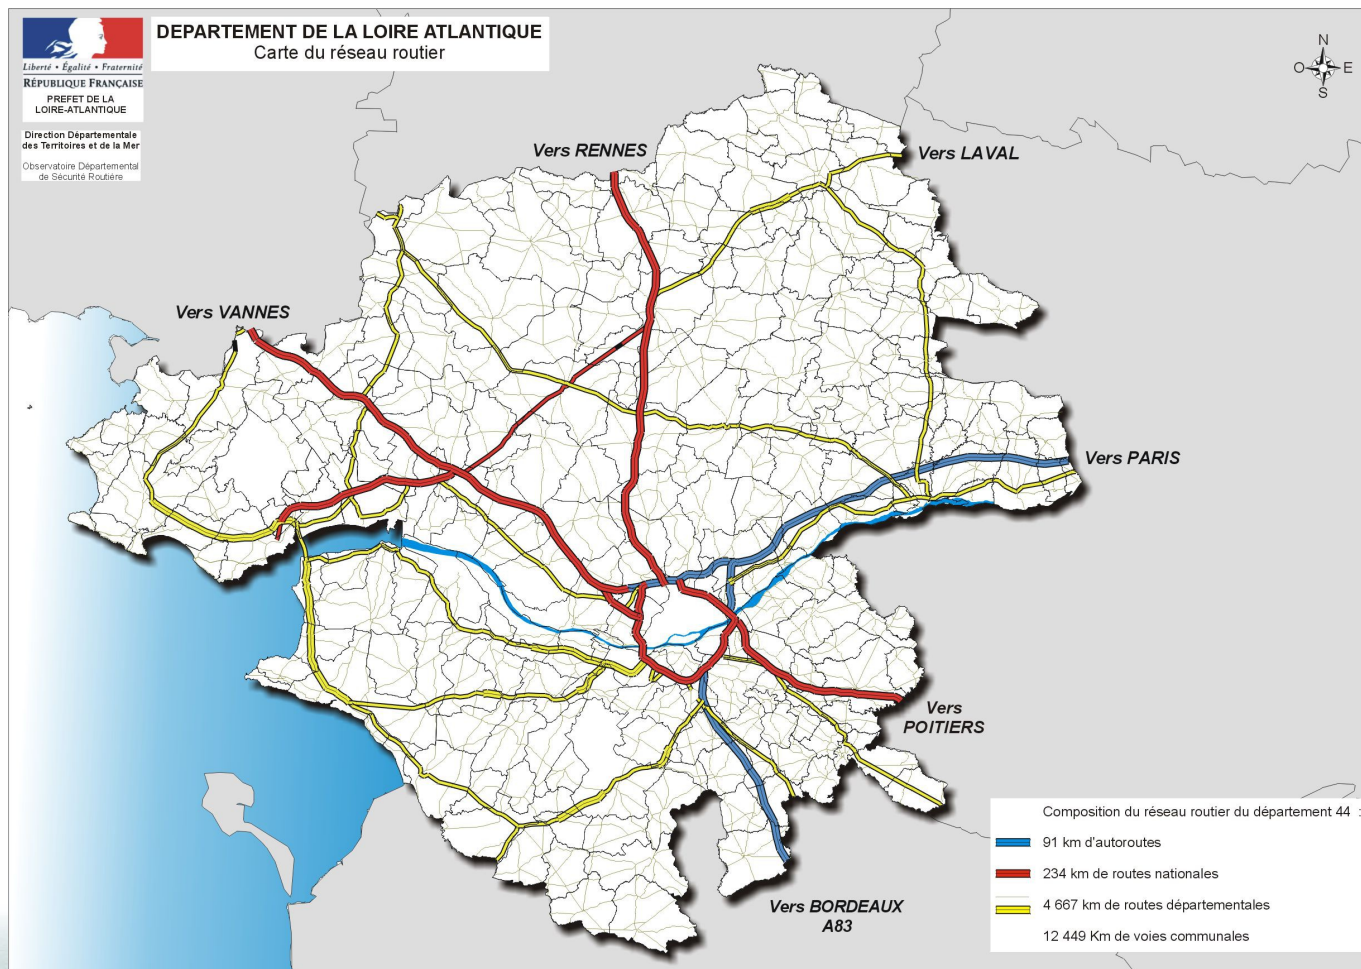 DEPARTEMENT DE LA LOIRE ATLANTIQUE
Carte du réseau routier
Liberté • Égalité • Fraternité
RÉPUBLIQUE FRANÇAISE
PREFET DE LA
LOIRE-ATLANTIQUE
Direction Départementale
des Territoires et de la Mer
Observatoire Départemental
de Sécurité Routière
N
O
E
S
Vers RENNES
Vers LAVAL
Vers VANNES
Vers PARIS
Vers
POITIERS
Vers BORDEAUX
A83
Composition du réseau routier du département 44 :
91 km d'autoroutes
234 km de routes nationales
4 667 km de routes départementales
12 449 Km de voies communales